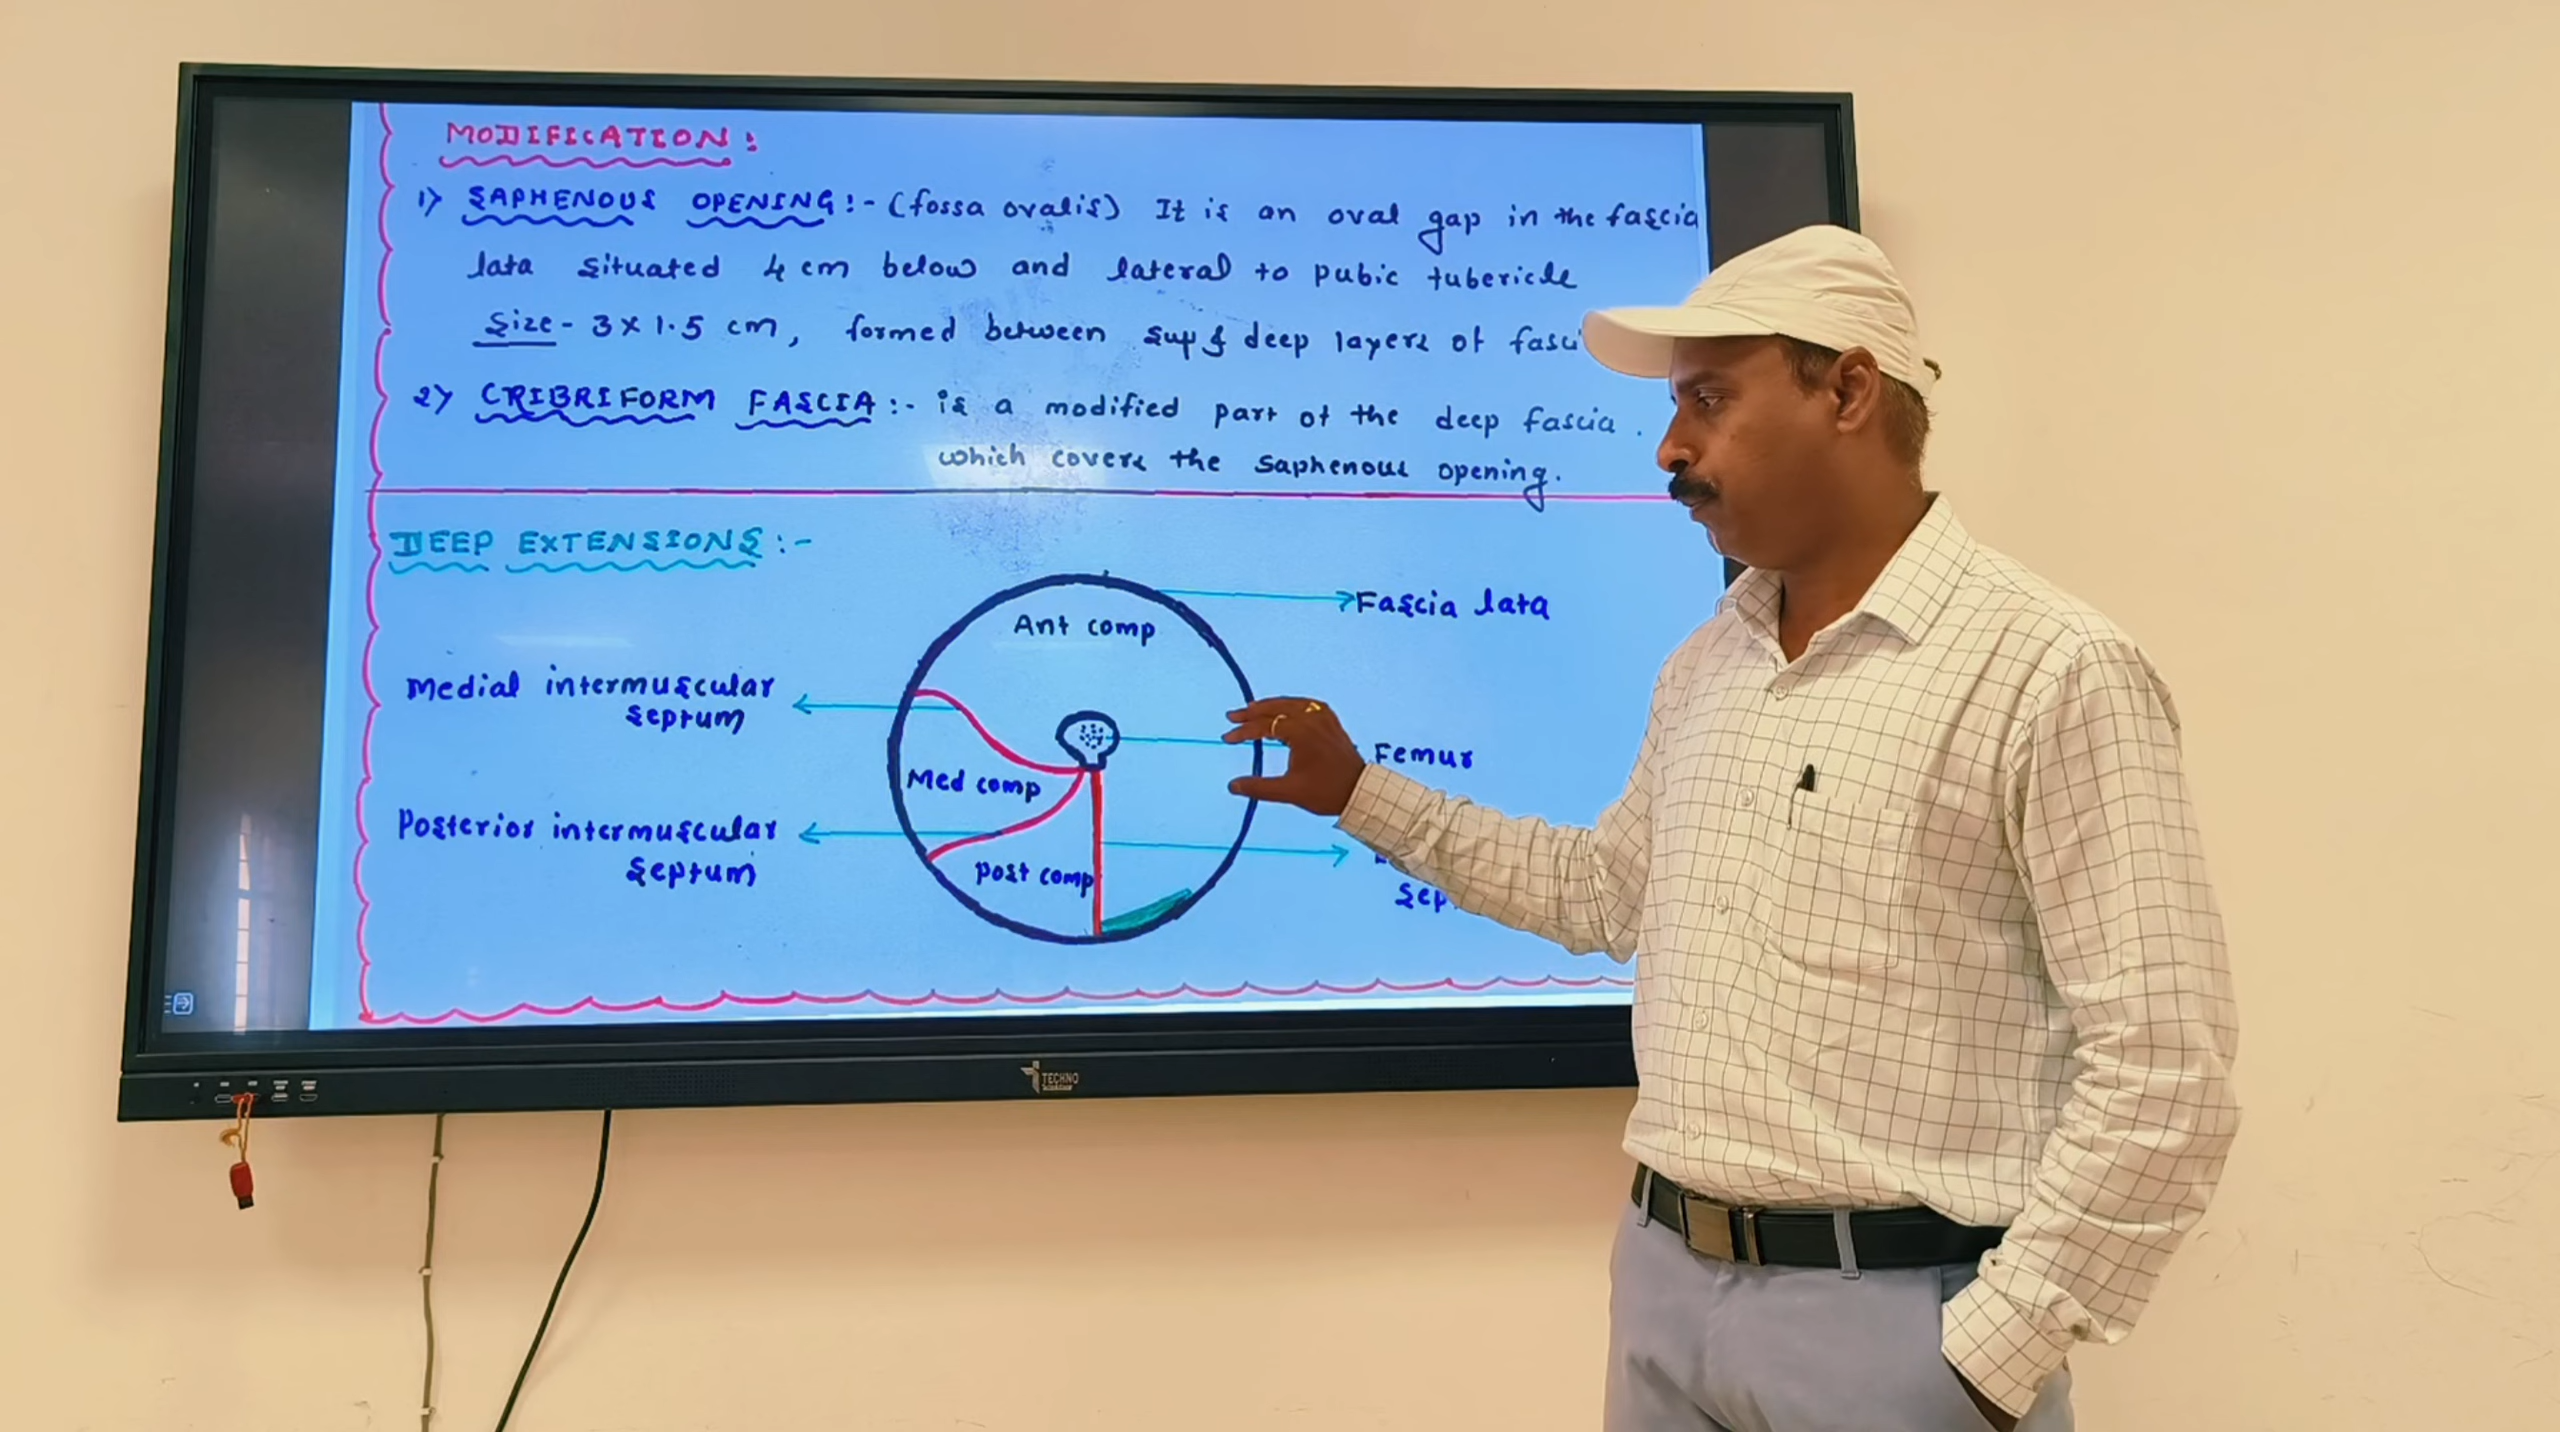 MODIFICATION:
1) SAPHENOUS OPENING:- (fossa ovalis) It is an oval gap in the fascia
lata situated 4 cm below and lateral to pubic tubericle
Size - 3 x 1.5 cm, formed between sup & deep layers of
2) CRIBRIFORM FASCIA:- is a modified part of the deep fascia.
which covers the saphenous opening.
DEEP EXTENSIONS:-
Fascia lata
Ant comp
Medial intermuscular
septum
Femur
Med comp
Posterior intermuscular
septum
Post comp
TECHNO